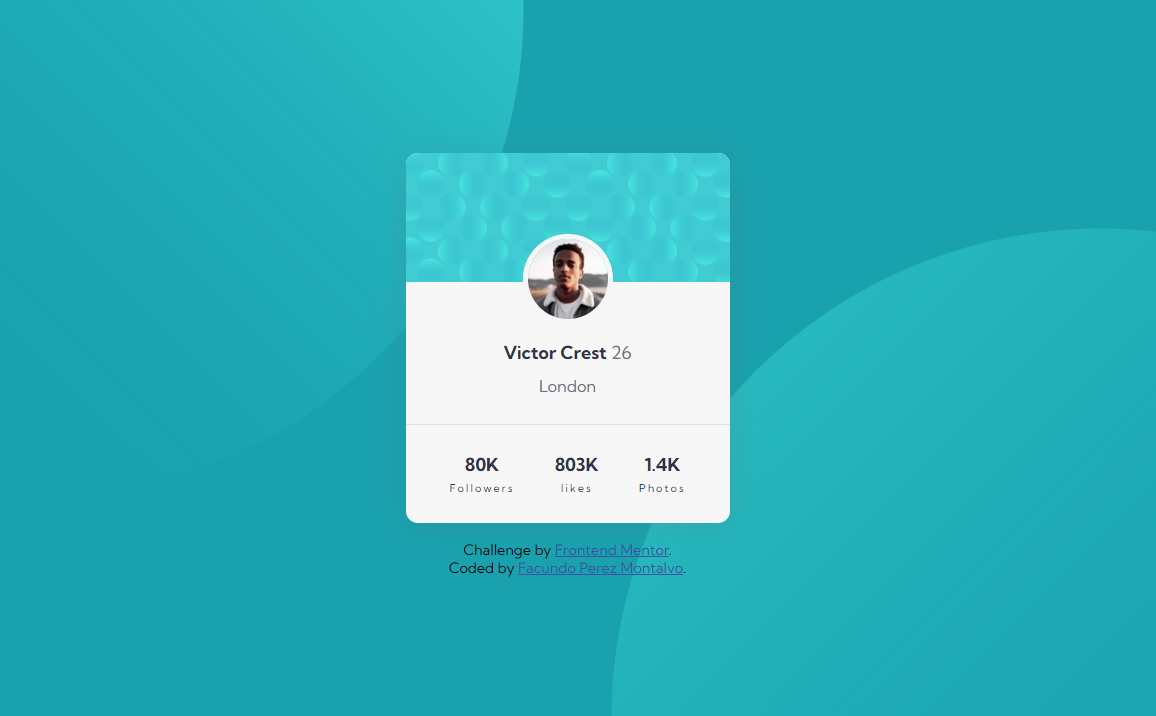 Victor Crest 26
London
80K 803K 1.4K
Followers likes Photos
Challenge by Frontend Mentor.
Coded by Facundo Perez Montalvo.